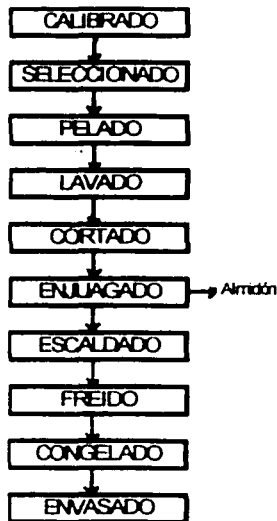 CALIBRADO
SELECCIONADO
PELADO
LAVADO
CORTADO
ENJUAGADO
Almidón
ESCALDADO
FREIDO
CONGELADO
ENVASADO